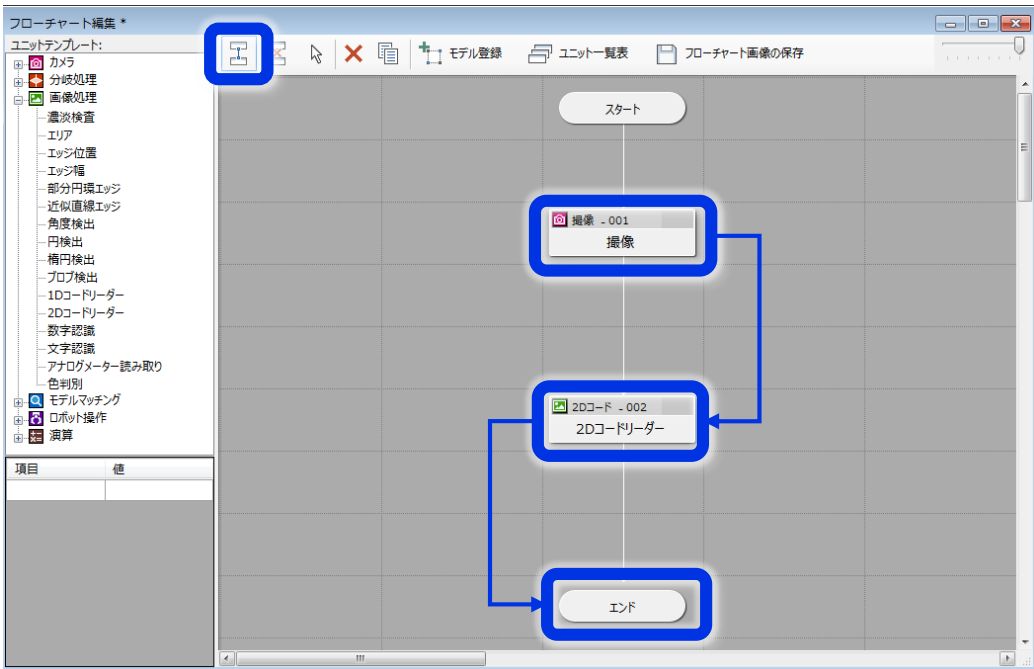 フローチャート編集 *
ユニットテンプレート:
モデル登録
ユニット一覧表
フローチャート画像の保存
カメラ
分岐処理
画像処理
濃淡検査
エリア
エッジ位置
エッジ幅
部分円環エッジ
近似直線エッジ
角度検出
円検出
楕円検出
ブロブ検出
1Dコードリーダー
2Dコードリーダー
数字認識
文字認識
アナログメーター読み取り
色判別
モデルマッチング
ロボット操作
演算
項目 値
スタート
撮像 - 001
撮像
2Dコード - 002
2Dコードリーダー
エンド